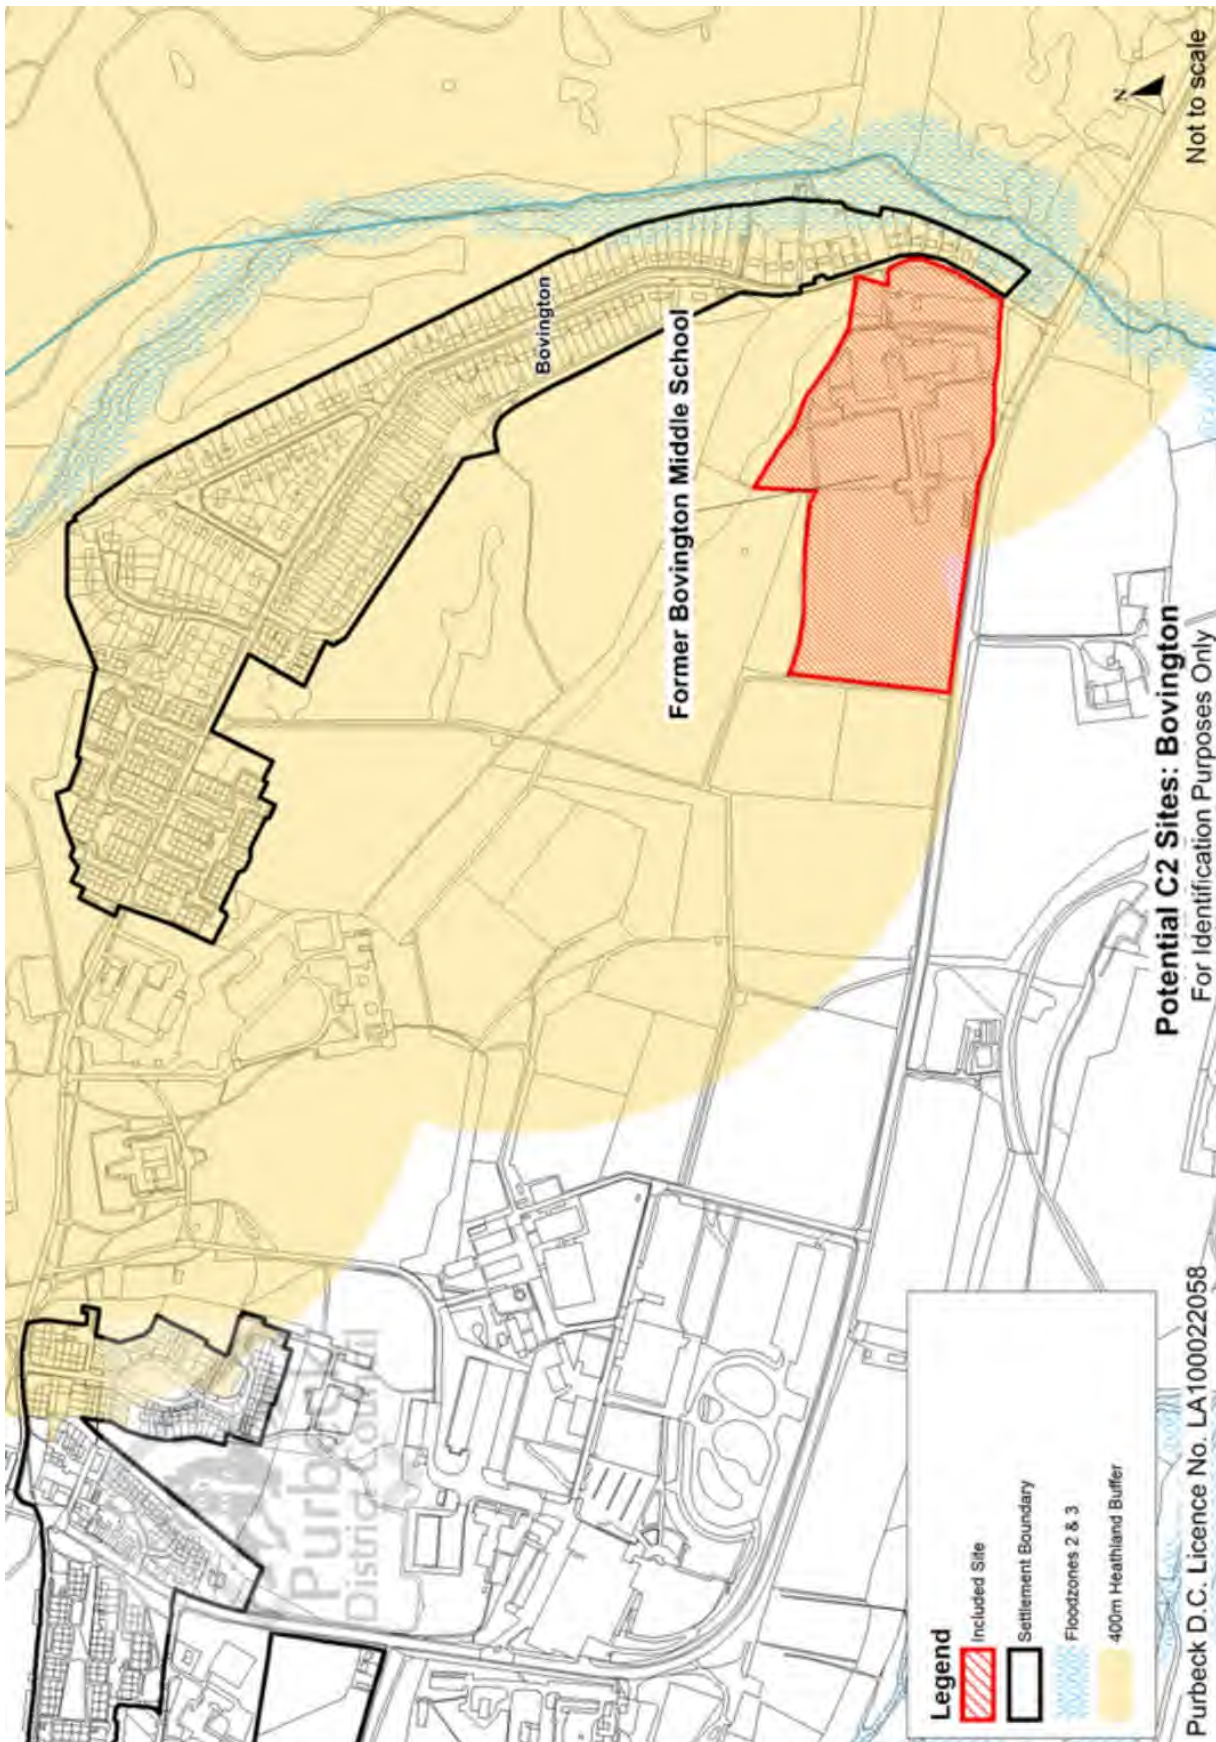 Bovington
Former Bovington Middle School
N
Not to scale
Potential C2 Sites: Bovington
For Identification Purposes Only
Legend
Included Site
Settlement Boundary
Floodzones 2 & 3
400m Heathland Buffer
Purbeck D.C. Licence No. LA100022058
Purbeck
District Council